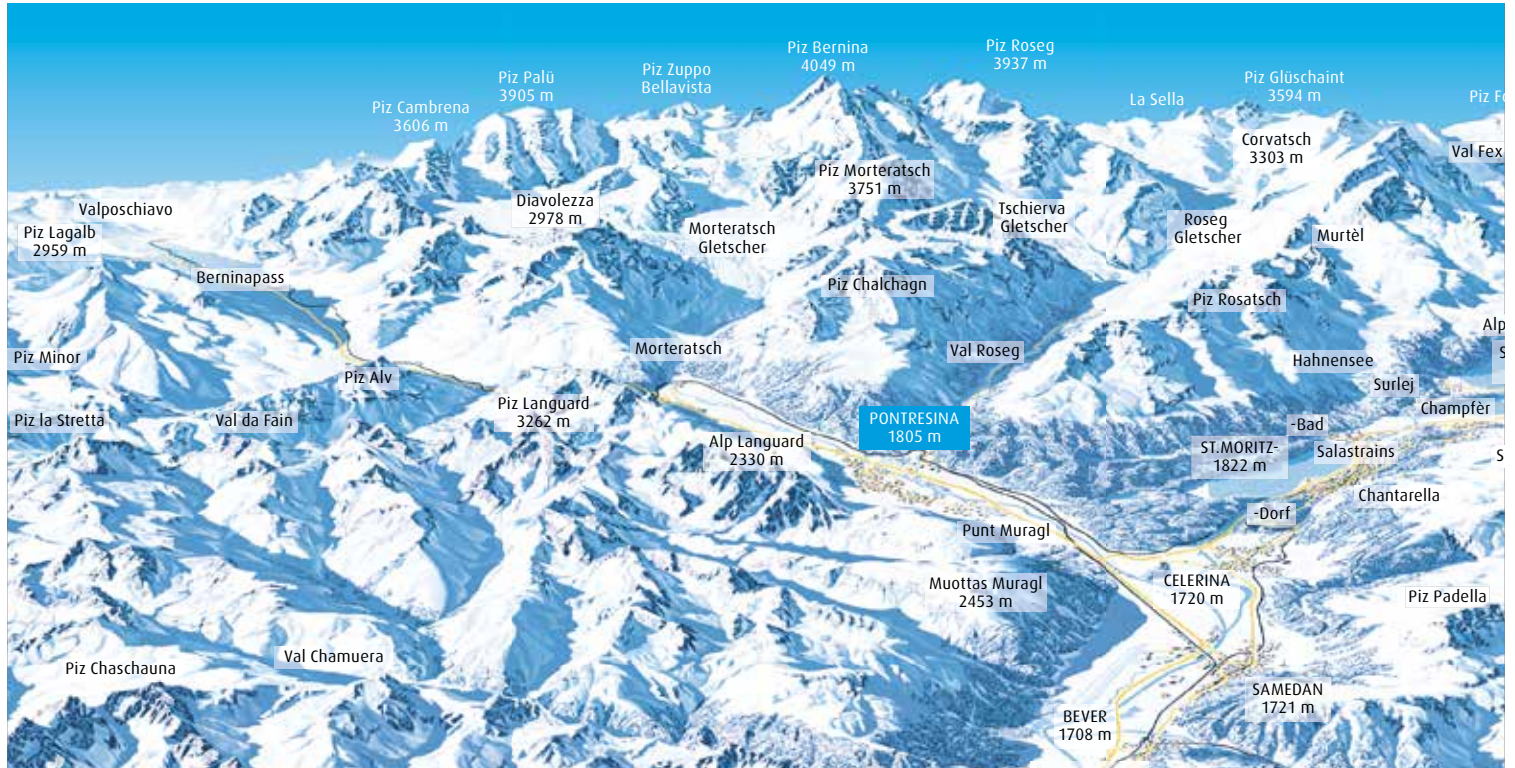 Piz Bernina
4049 m
Piz Roseg
3937 m
Piz Palü
3905 m
Piz Zuppo
Bellavista
Piz Glüschaint
3594 m
Piz Cambrena
3606 m
La Sella
Corvatsch
3303 m
Val Fex
Piz Morteratsch
3751 m
Valposchiavo
Diavolezza
2978 m
Tschierva
Gletscher
Roseg
Gletscher
Piz Lagalb
2959 m
Morteratsch
Gletscher
Murtèl
Berninapass
Piz Chalchagn
Piz Rosatsch
Piz Minor
Morteratsch
Val Roseg
Hahnensee
Piz Alv
Surlej
Piz Languard
3262 m
Champfèr
Piz la Stretta
Val da Fain
PONTRESINA
1805 m
-Bad
Alp Languard
2330 m
ST.MORITZ-
1822 m
Salastrains
Chantarella
-Dorf
Punt Muragl
Muottas Muragl
2453 m
CELERINA
1720 m
Piz Padella
Val Chamuera
Piz Chaschauna
SAMEDAN
1721 m
BEVER
1708 m